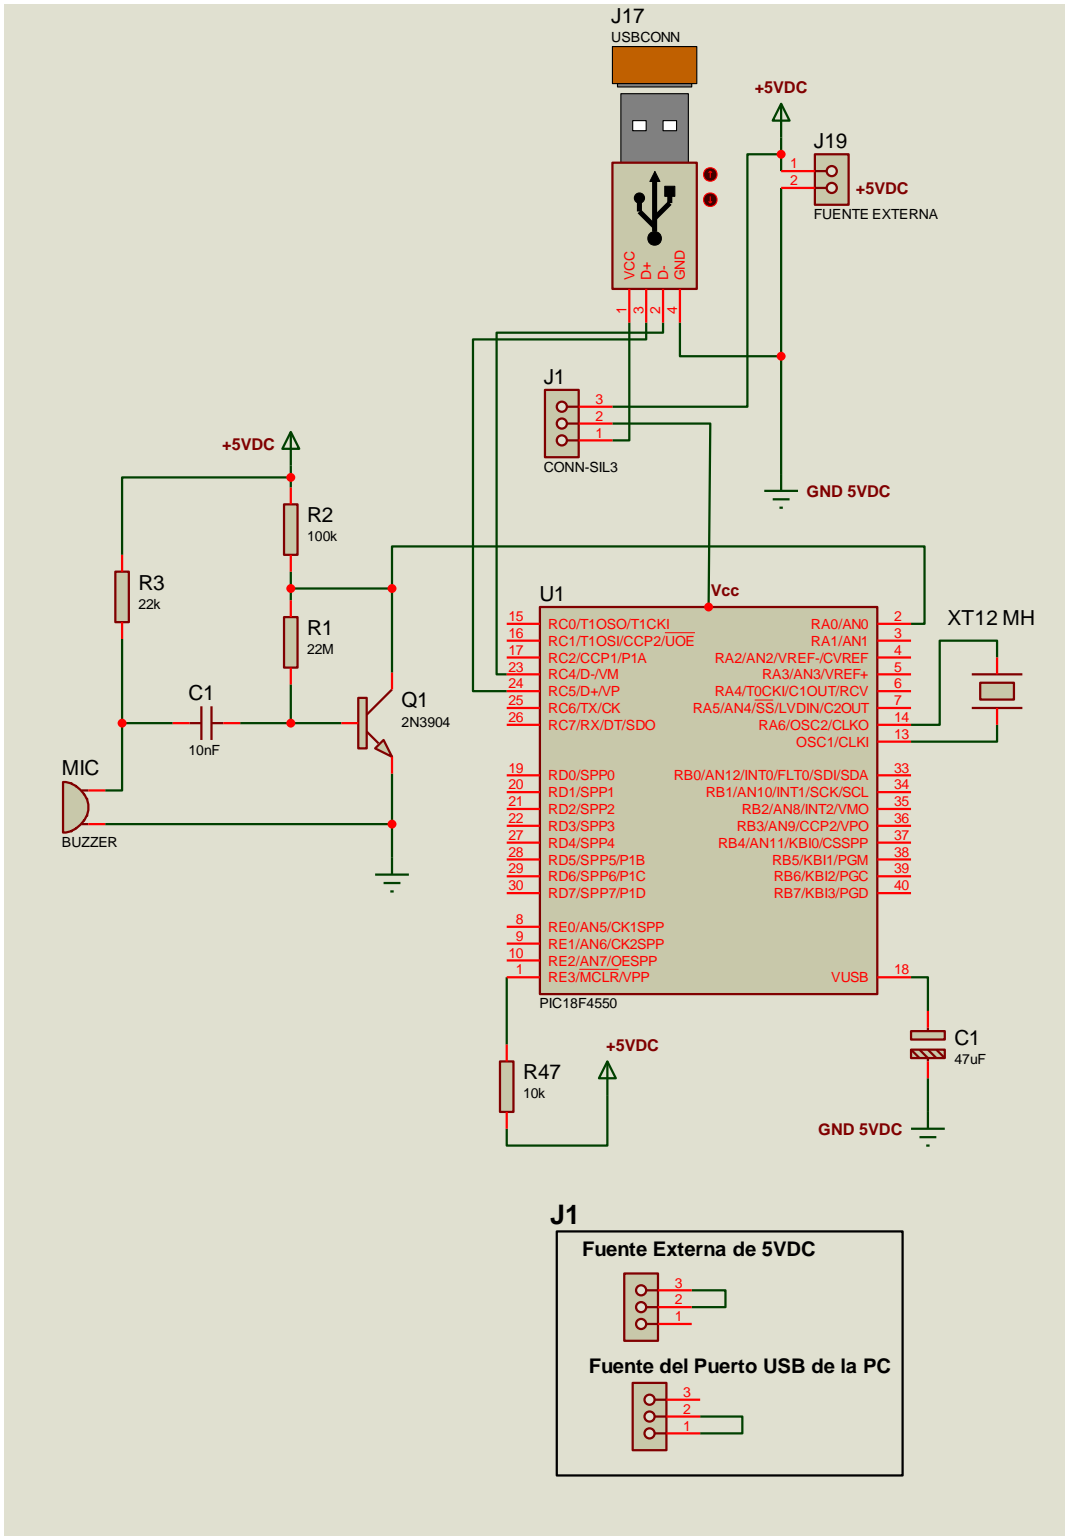 J17
USBCONN
+5VDC
J19
1
2
+5VDC
FUENTE EXTERNA
VCC
D+
D-
GND
1
3
2
4
J1
3
2
1
CONN-SIL3
GND 5VDC
+5VDC
R2
100k
R3
22k
R1
22M
C1
10nF
Q1
2N3904
MIC
BUZZER
U1
Vcc
15 RC0/T1OSO/T1CKI
16 RC1/T1OSI/CCP2/UOE
17 RC2/CCP1/P1A
23 RC4/D-/VM
24 RC5/D+/VP
25 RC6/TX/CK
26 RC7/RX/DT/SDO
19 RD0/SPP0
20 RD1/SPP1
21 RD2/SPP2
22 RD3/SPP3
27 RD4/SPP4
28 RD5/SPP5/P1B
29 RD6/SPP6/P1C
30 RD7/SPP7/P1D
8 RE0/AN5/CK1SPP
9 RE1/AN6/CK2SPP
10 RE2/AN7/OESPP
1 RE3/MCLR/VPP
RA0/AN0 2
RA1/AN1 3
RA2/AN2/VREF-/CVREF 4
RA3/AN3/VREF+ 5
RA4/T0CKI/C1OUT/RCV 6
RA5/AN4/SS/LVDIN/C2OUT 7
RA6/OSC2/CLKO 14
OSC1/CLKI 13
RB0/AN12/INT0/FLT0/SDI/SDA 33
RB1/AN10/INT1/SCK/SCL 34
RB2/AN8/INT2/VMO 35
RB3/AN9/CCP2/VPO 36
RB4/AN11/KBI0/CSSPP 37
RB5/KBI1/PGM 38
RB6/KBI2/PGC 39
RB7/KBI3/PGD 40
VUSB 18
PIC18F4550
XT12 MH
C1
47uF
GND 5VDC
+5VDC
R47
10k
J1
Fuente Externa de 5VDC
3
2
1
Fuente del Puerto USB de la PC
3
2
1